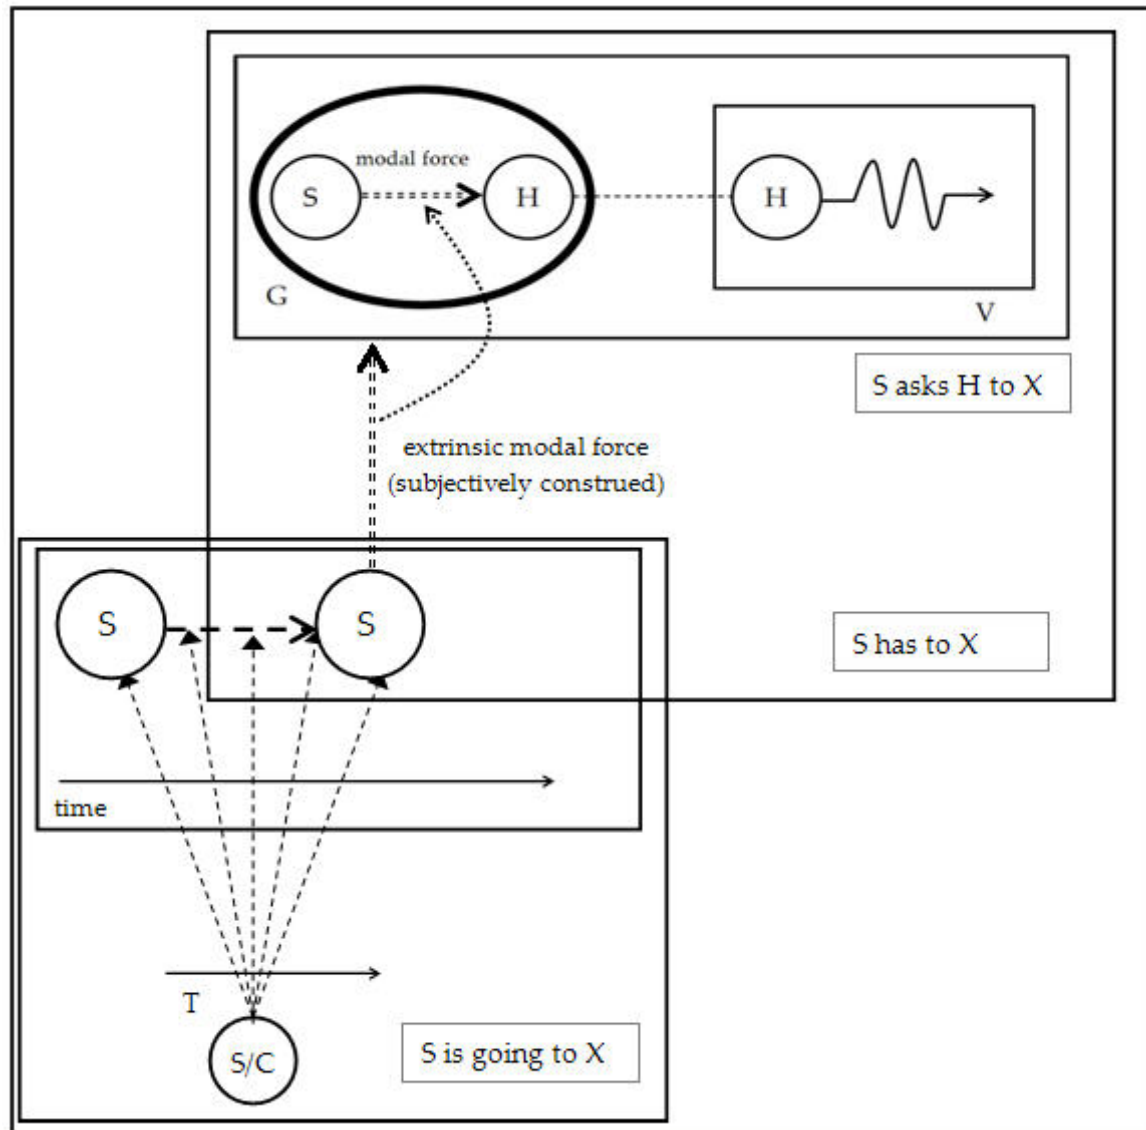 modal force
S
H
H
G
V
S asks H to X
extrinsic modal force
(subjectively construed)
S
S
S has to X
time
T
S/C
S is going to X